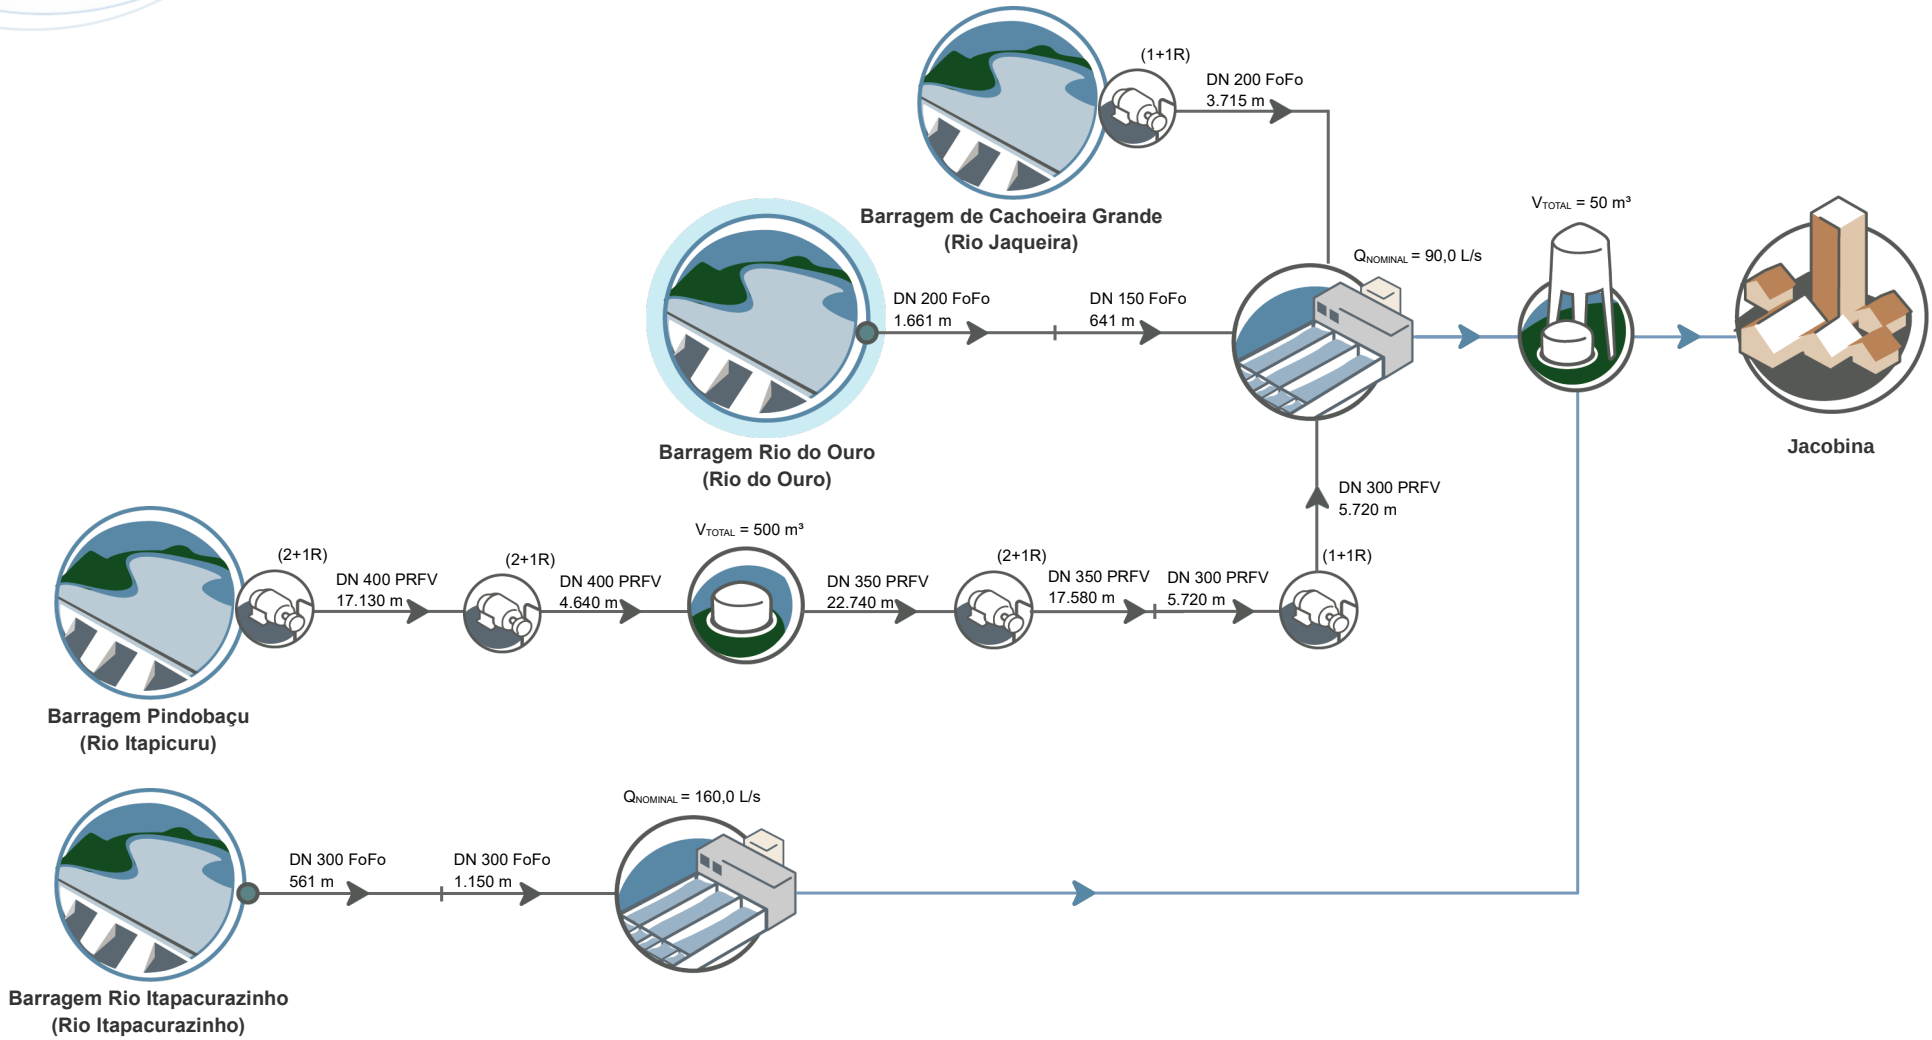 (1+1R)
DN 200 FoFo
3.715 m
Barragem de Cachoeira Grande
(Rio Jaqueira)
VTOTAL = 50 m³
QNOMINAL = 90,0 L/s
DN 200 FoFo
1.661 m
DN 150 FoFo
641 m
Barragem Rio do Ouro
(Rio do Ouro)
Jacobina
DN 300 PRFV
5.720 m
VTOTAL = 500 m³
(2+1R)
DN 400 PRFV
17.130 m
(2+1R)
DN 400 PRFV
4.640 m
DN 350 PRFV
22.740 m
(2+1R)
DN 350 PRFV
17.580 m
DN 300 PRFV
5.720 m
(1+1R)
Barragem Pindobaçu
(Rio Itapicuru)
QNOMINAL = 160,0 L/s
DN 300 FoFo
561 m
DN 300 FoFo
1.150 m
Barragem Rio Itapacurazinho
(Rio Itapacurazinho)